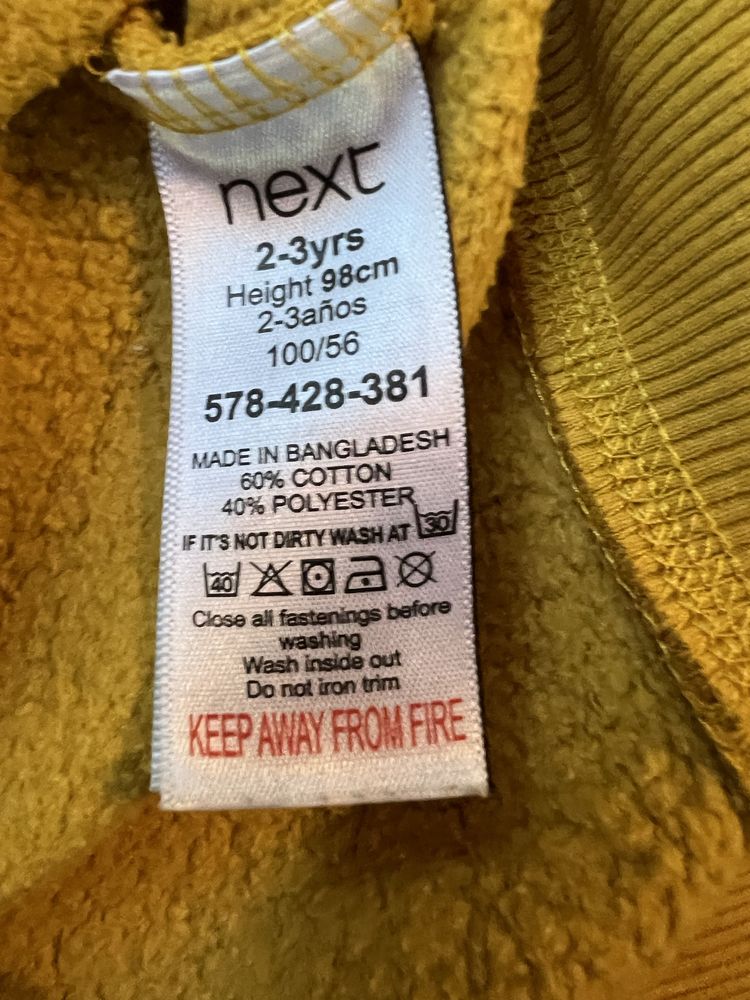 next
2-3yrs
Height 98cm
2-3años
100/56
578-428-381
MADE IN BANGLADESH
60% COTTON
40% POLYESTER
IF IT'S NOT DIRTY WASH AT 30
40
Close all fastenings before
washing
Wash inside out
Do not iron trim
KEEP AWAY FROM FIRE